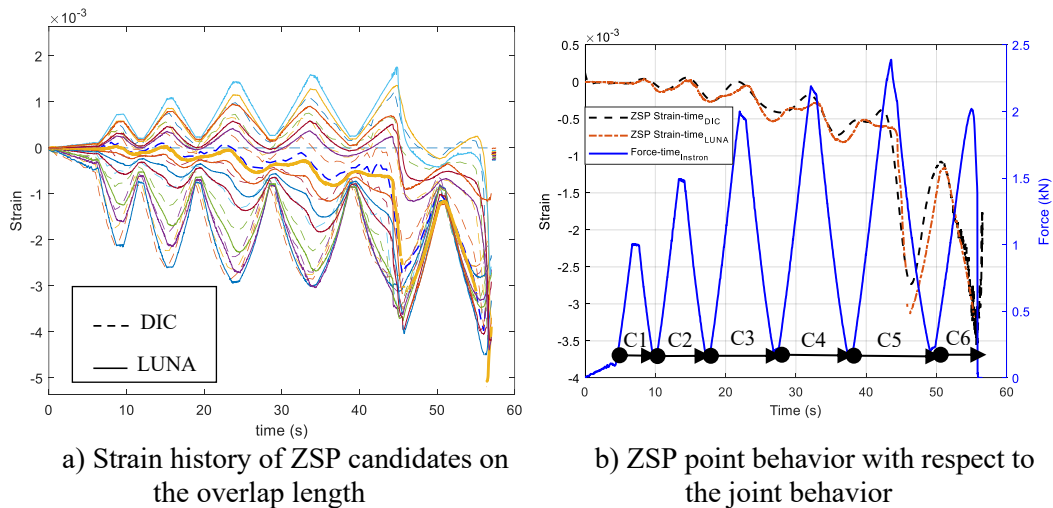 ×10⁻³
2
1
0
-1
-2
-3
-4
-5
Strain
0 10 20 30 40 50 60
time (s)
DIC
LUNA
a) Strain history of ZSP candidates on
the overlap length
×10⁻³
0.5
0
-0.5
-1
-1.5
-2
-2.5
-3
-3.5
-4
Strain
ZSP Strain-time_DIC
ZSP Strain-time_LUNA
Force-time_Instron
C1 C2 C3 C4 C5 C6
2.5
2
1.5
1
0.5
0
Force (kN)
0 10 20 30 40 50 60
Time (s)
b) ZSP point behavior with respect to
the joint behavior